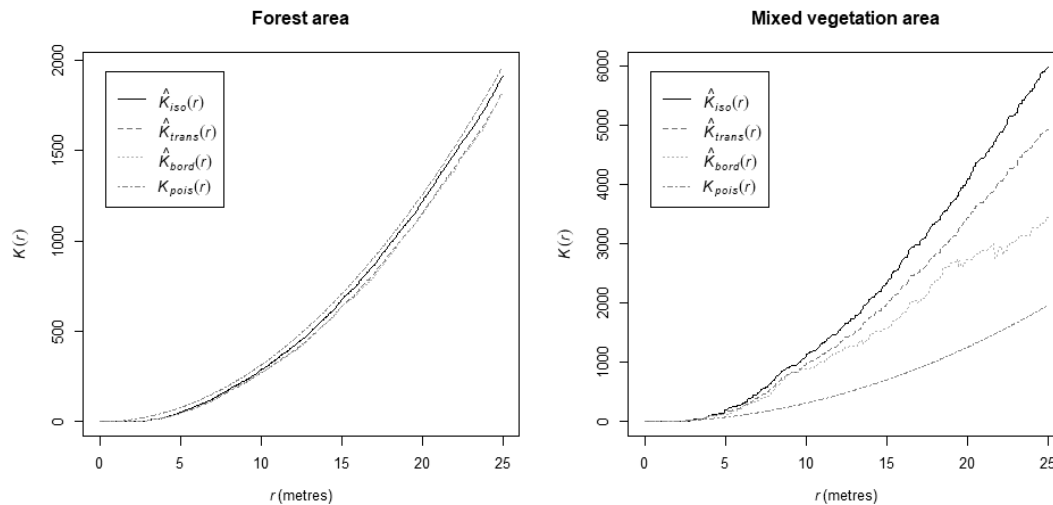 Forest area
2000
1500
1000
500
0
K(r)
K̂iso(r)
K̂trans(r)
K̂bord(r)
Kpois(r)
0 5 10 15 20 25
r (metres)
Mixed vegetation area
6000
5000
4000
3000
2000
1000
0
K(r)
K̂iso(r)
K̂trans(r)
K̂bord(r)
Kpois(r)
0 5 10 15 20 25
r (metres)